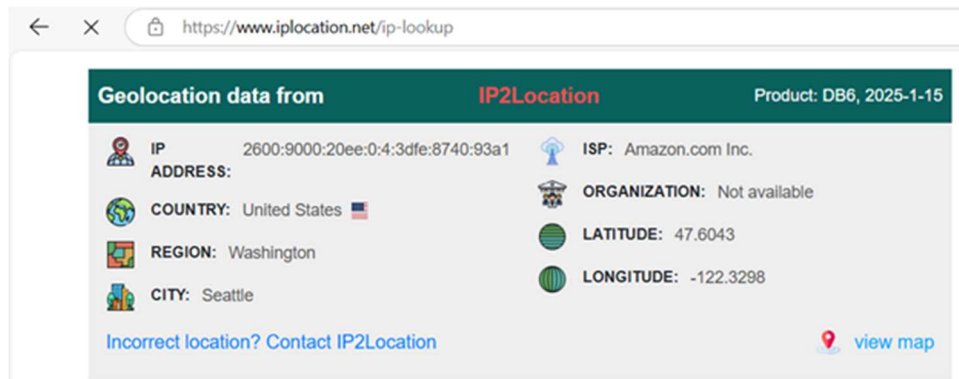 https://www.iplocation.net/ip-lookup
Geolocation data from IP2Location Product: DB6, 2025-1-15
IP ADDRESS: 2600:9000:20ee:0:4:3dfe:8740:93a1
COUNTRY: United States
REGION: Washington
CITY: Seattle
ISP: Amazon.com Inc.
ORGANIZATION: Not available
LATITUDE: 47.6043
LONGITUDE: -122.3298
Incorrect location? Contact IP2Location
view map